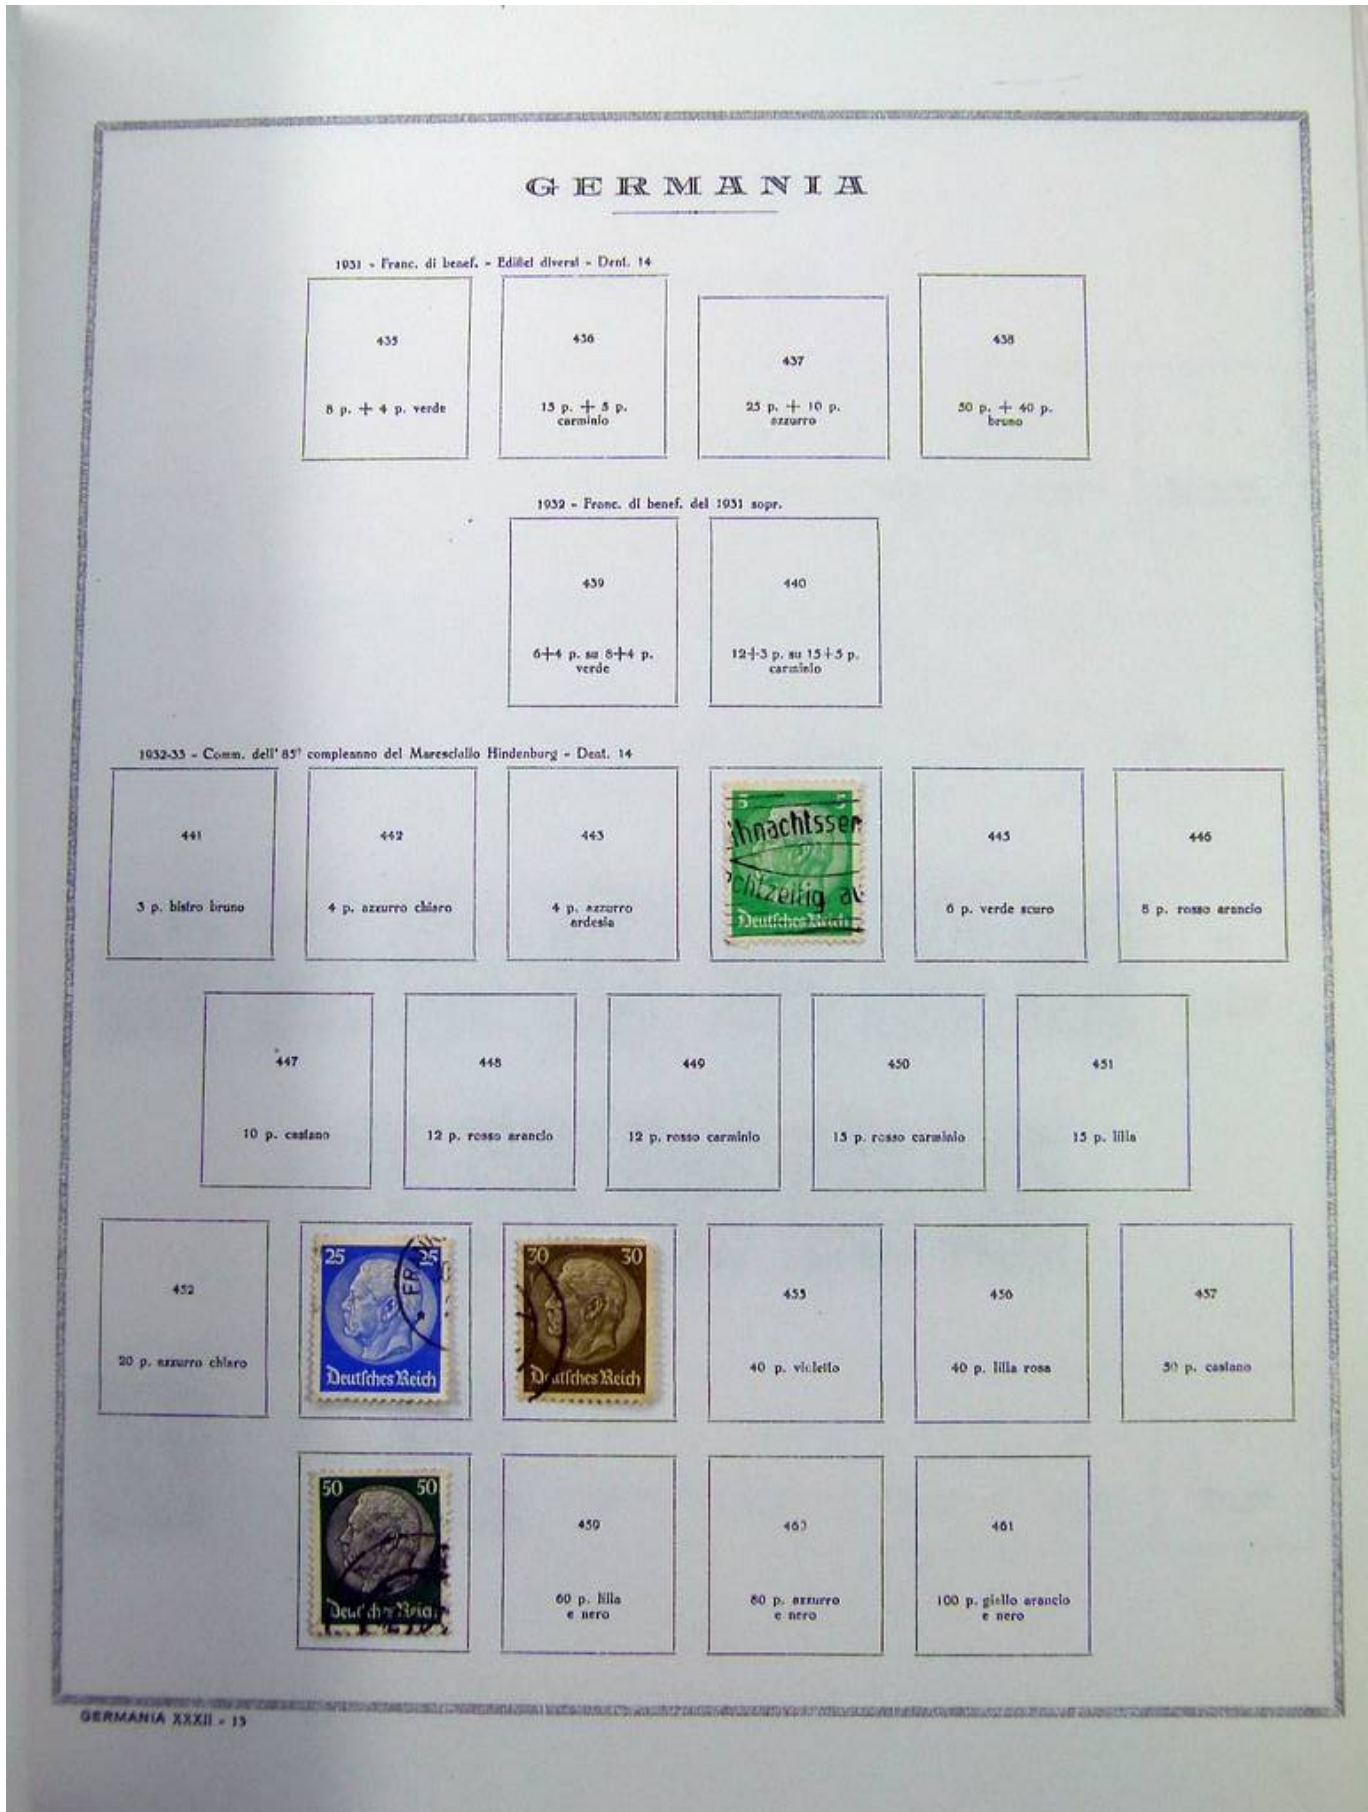 GERMANIA
1931 - Franc. di benef. - Edifici diversi - Dent. 14
435
8 p. + 4 p. verde
436
15 p. + 5 p.
carminio
437
25 p. + 10 p.
azzurro
438
50 p. + 40 p.
bruno
1932 - Franc. di benef. del 1931 sopr.
439
6+4 p. su 8+4 p.
verde
440
12+3 p. su 15+5 p.
carminio
1932-33 - Comm. dell' 85° compleanno del Maresciallo Hindenburg - Dent. 14
441
3 p. bistro bruno
442
4 p. azzurro chiaro
443
4 p. azzurro
ardesia
5 5
hnachtssen
chtzeitig au
Deutsches Reich
445
6 p. verde scuro
446
8 p. rosso arancio
447
10 p. castano
448
12 p. rosso arancio
449
12 p. rosso carminio
450
15 p. rosso carminio
451
15 p. lilla
452
20 p. azzurro chiaro
25 25
FRAN
Deutsches Reich
30 30
Deutsches Reich
455
40 p. violetto
456
40 p. lilla rosa
457
50 p. castano
50 50
Deutsches Reich
459
60 p. lilla
e nero
460
80 p. azzurro
e nero
461
100 p. giallo arancio
e nero
GERMANIA XXXII - 15